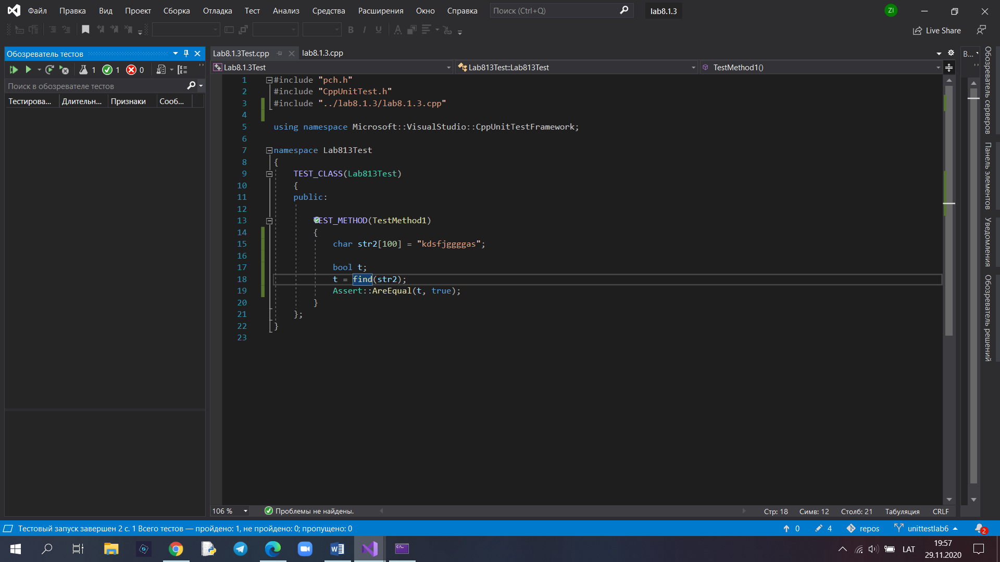 Файл Правка Вид Проект Сборка Отладка Тест Анализ Средства Расширения Окно Справка Поиск (Ctrl+Q) lab8.1.3 ZI
B I U A Live Share
Обозреватель тестов
1 1 0
Поиск в обозревателе тестов
Тестирова... Длительн... Признаки Сооб...
Lab8.1.3Test.cpp lab8.1.3.cpp
Lab8.1.3Test Lab813Test::Lab813Test TestMethod1()
1 #include "pch.h"
2 #include "CppUnitTest.h"
3 #include "../lab8.1.3/lab8.1.3.cpp"
4
5 using namespace Microsoft::VisualStudio::CppUnitTestFramework;
6
7 namespace Lab813Test
8 {
9 TEST_CLASS(Lab813Test)
10 {
11 public:
12
13 TEST_METHOD(TestMethod1)
14 {
15 char str2[100] = "kdsfjggggas";
16
17 bool t;
18 t = find(str2);
19 Assert::AreEqual(t, true);
20 }
21 };
22 }
23
В...
Обозреватель серверов
Панель элементов
Уведомления
Обозреватель решений
106 % Проблемы не найдены. Стр: 18 Симв: 12 Столб: 21 Табуляция CRLF
Тестовый запуск завершен 2 с. 1 Всего тестов — пройдено: 1, не пройдено: 0; пропущено: 0 0 4 repos unittestlab6 2
LAT
19:57
29.11.2020